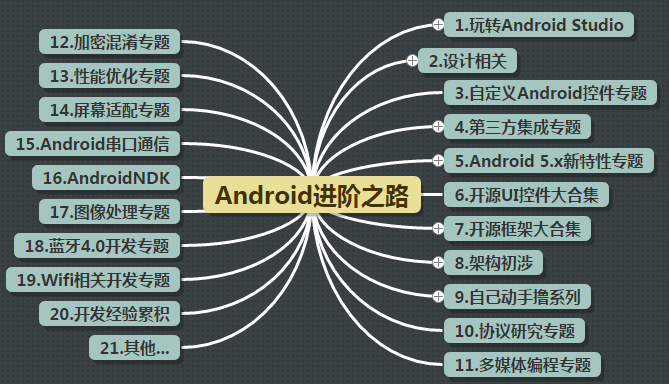 Android进阶之路
1.玩转Android Studio
2.设计相关
3.自定义Android控件专题
4.第三方集成专题
5.Android 5.x新特性专题
6.开源UI控件大合集
7.开源框架大合集
8.架构初涉
9.自己动手撸系列
10.协议研究专题
11.多媒体编程专题
12.加密混淆专题
13.性能优化专题
14.屏幕适配专题
15.Android串口通信
16.AndroidNDK
17.图像处理专题
18.蓝牙4.0开发专题
19.Wifi相关开发专题
20.开发经验累积
21.其他...